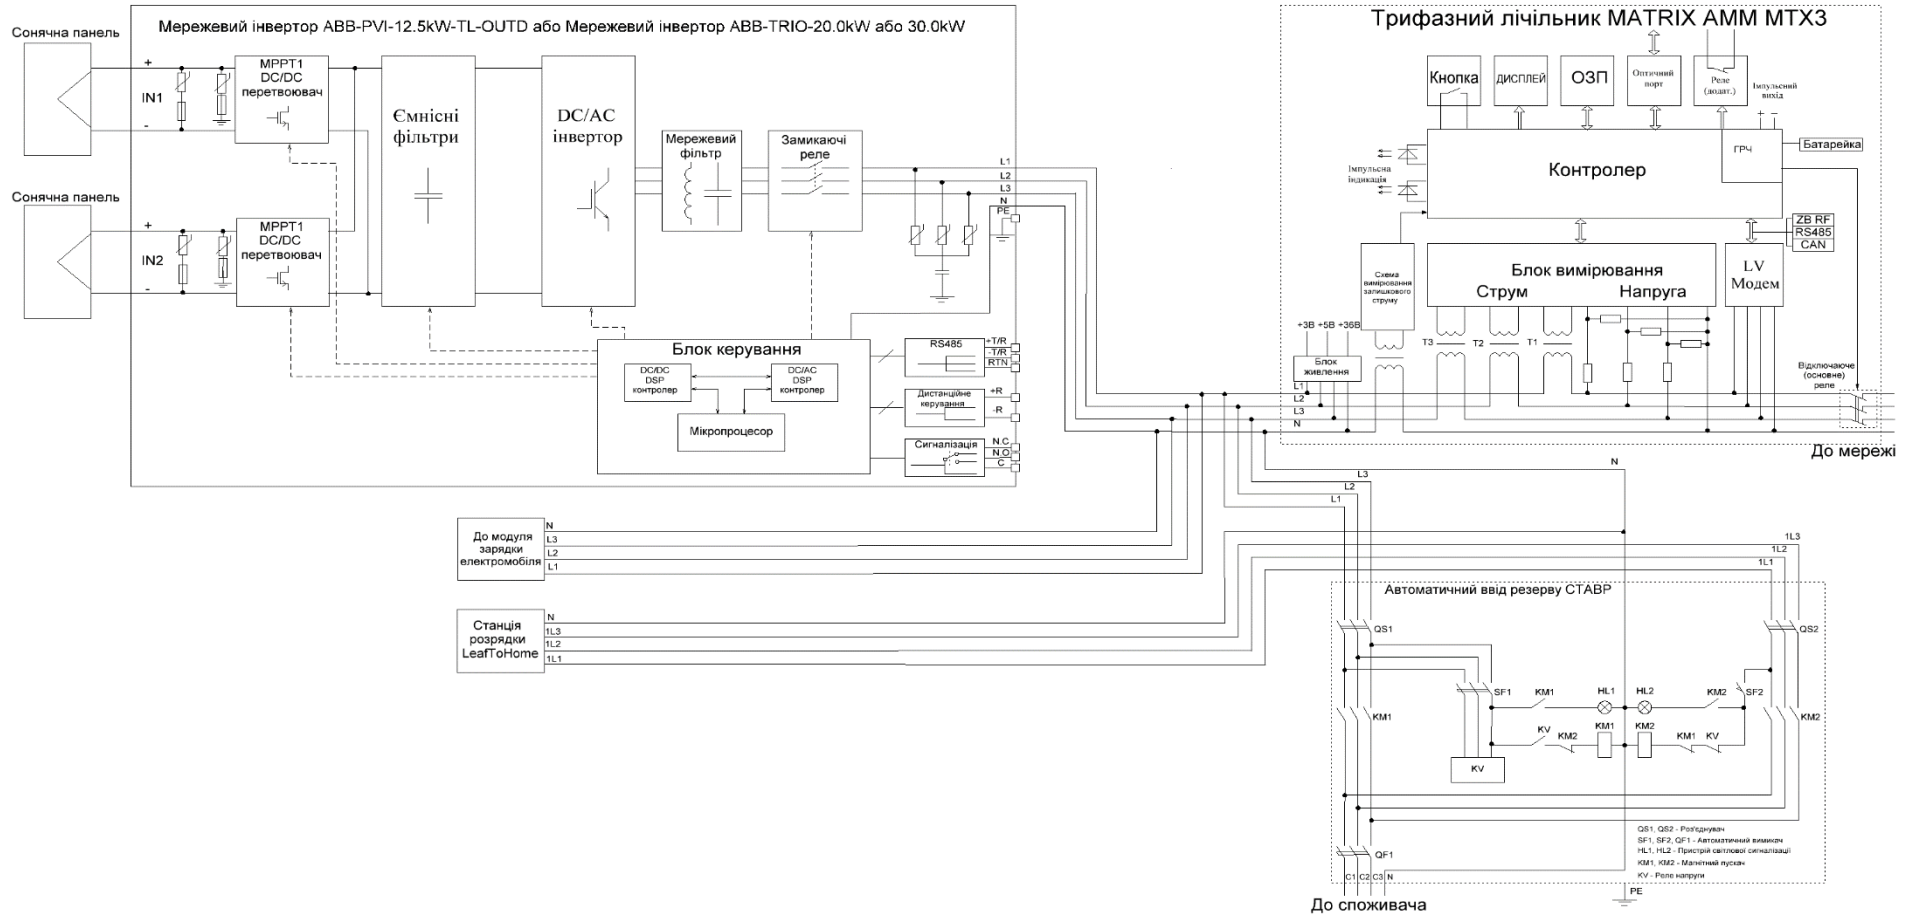 Мережевий інвертор ABB-PVI-12.5kW-TL-OUTD або Мережевий інвертор ABB-TRIO-20.0kW або 30.0kW
Сонячна панель
+
IN1
-
MPPT1
DC/DC
перетвоювач
Ємнісні
фільтри
DC/AC
інвертор
Мережевий
фільтр
Замикаючі
реле
L1
L2
L3
N
PE
Сонячна панель
+
IN2
-
MPPT1
DC/DC
перетвоювач
Блок керування
DC/DC
DSP
контролер
DC/AC
DSP
контролер
Мікропроцесор
RS485
+T/R
-T/R
RTN
Дистанційне
керування
+R
-R
Сигналізація
N.C
N.O
C
Трифазний лічільник MATRIX AMM MTX3
Кнопка
ДИСПЛЕЙ
ОЗП
Оптичний
порт
Реле
(додат.)
Імпульсний
вихід
+ −
Контролер
ГРЧ
Батарейка
Імпульсна
індикація
ZB RF
RS485
CAN
Схема
вимірювання
залишкового
струму
Блок вимірювання
Струм
Напруга
LV
Модем
+3В +5В +36В
Блок
живлення
T3
T2
T1
Відключаюче
(основне)
реле
L1
L2
L3
N
До мережі
N
L3
L2
L1
До модуля
зарядки
електромобіля
N
L3
L2
L1
Станція
розрядки
LeafToHome
N
1L3
1L2
1L1
1L3
1L2
1L1
Автоматичний ввід резерву СТАВР
QS1
QS2
SF1
KM1
HL1
HL2
KM2
SF2
KM1
KV
KM2
KM1
KM2
KM1
KV
KM2
KV
QF1
C1 C2 C3 N
QS1, QS2 - Роз'єднувач
SF1, SF2, QF1 - Автоматичний вимикач
HL1, HL2 - Пристрій світлової сигналізації
KM1, KM2 - Магнітний пускач
KV - Реле напруги
PE
До споживача